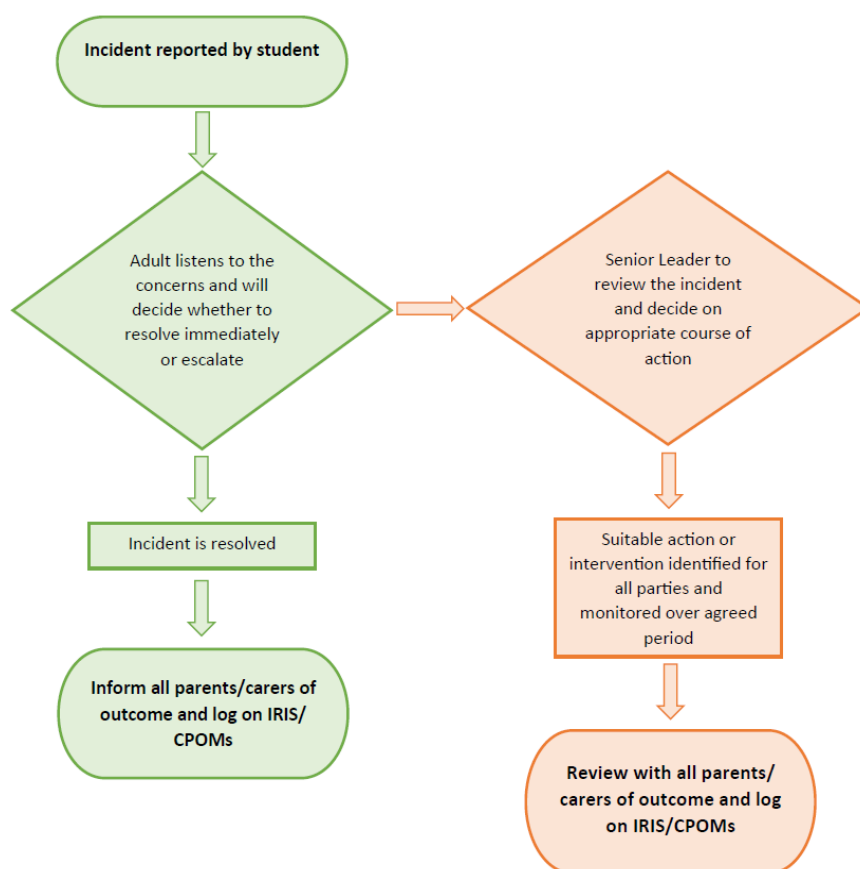 Incident reported by student
Adult listens to the
concerns and will
decide whether to
resolve immediately
or escalate
Senior Leader to
review the incident
and decide on
appropriate course of
action
Incident is resolved
Suitable action or
intervention identified for
all parties and
monitored over agreed
period
Inform all parents/carers of
outcome and log on IRIS/
CPOMs
Review with all parents/
carers of outcome and log
on IRIS/CPOMs